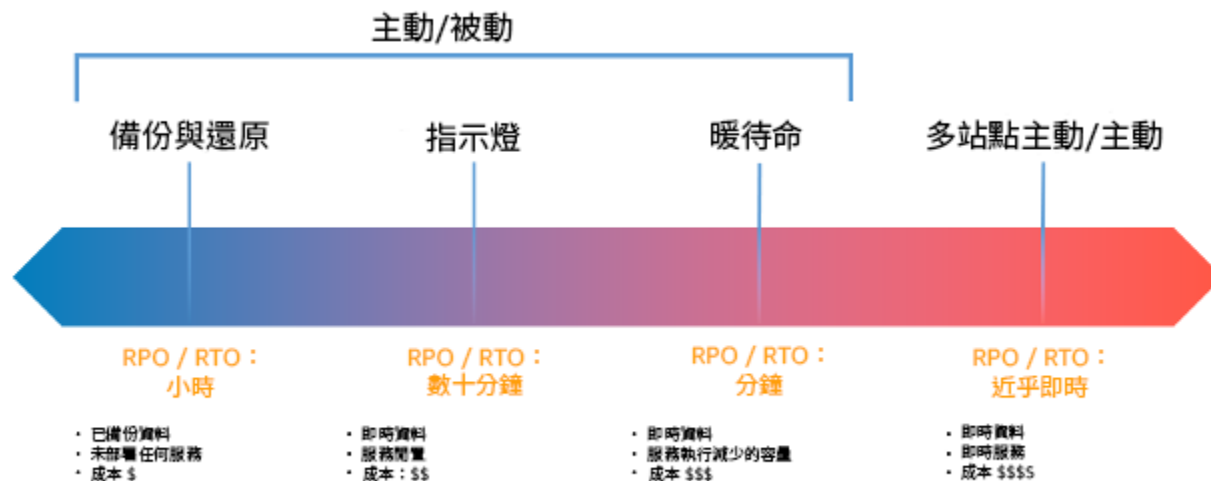 主動/被動
備份與還原
指示燈
暖待命
多站點主動/主動
RPO / RTO：
小時
RPO / RTO：
數十分鐘
RPO / RTO：
分鐘
RPO / RTO：
近乎即時
· 已備份資料
· 未部署任何服務
· 成本 $
· 即時資料
· 服務閒置
· 成本：$$
· 即時資料
· 服務執行減少的容量
· 成本 $$$
· 即時資料
· 即時服務
· 成本 $$$$